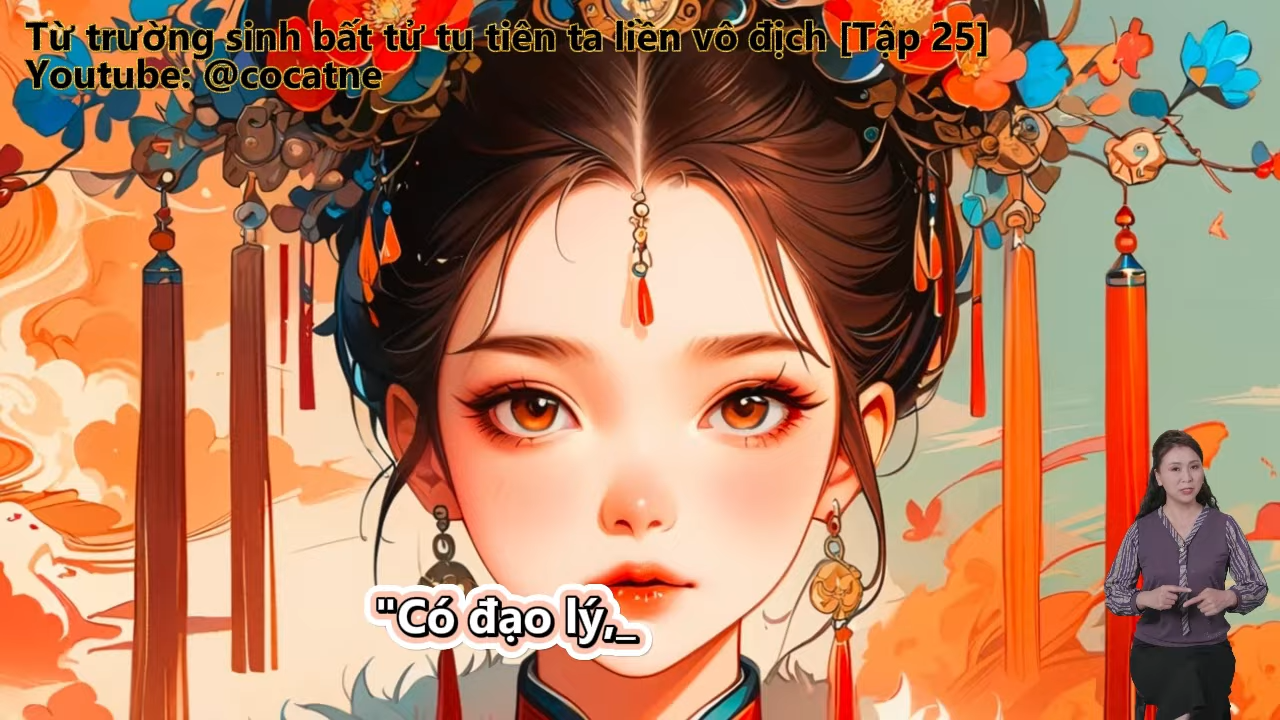 Từ trường sinh bất tử tu tiên ta liền vô địch [Tập 25]
Youtube: @cocatne
"Có đạo lý,_